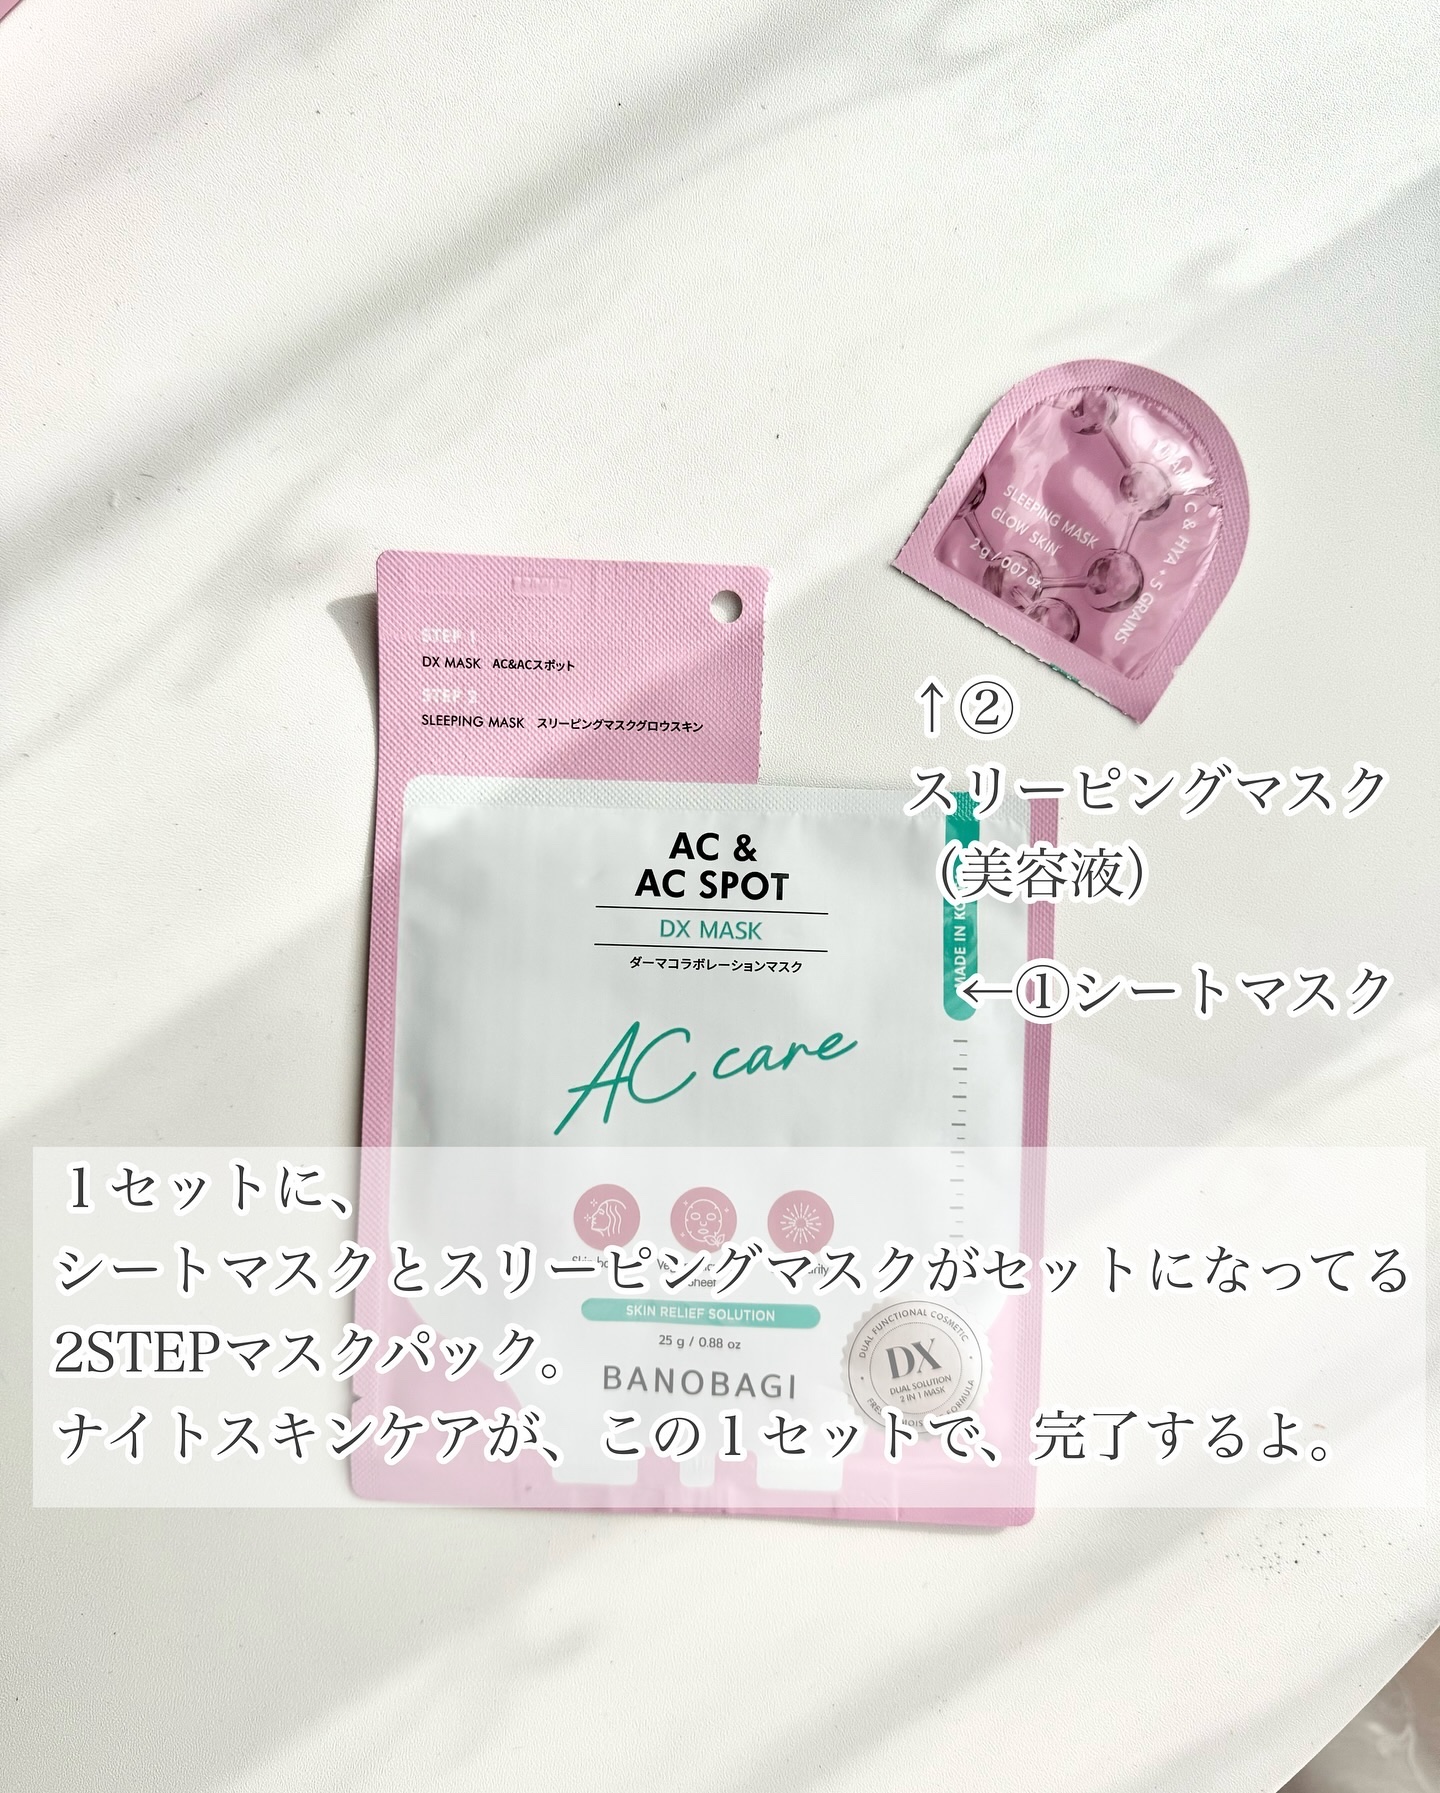 VITAMIN C & HYA + 5 GRAINS
SLEEPING MASK
GLOW SKIN
2 g / 0.07 oz
STEP 1
DX MASK AC&ACスポット
STEP 2
SLEEPING MASK スリーピングマスクグロウスキン
↑②
スリーピングマスク
(美容液)
←①シートマスク
AC &
AC SPOT
DX MASK
ダーマコラボレーションマスク
MADE IN
AC care
1セットに、
シートマスクとスリーピングマスクがセットになってる
2STEPマスクパック。
ナイトスキンケアが、この1セットで、完了するよ。
Sheet
SKIN RELIEF SOLUTION
25 g / 0.88 oz
BANOBAGI
DUAL FUNCTIONAL COSMETIC
DX
DUAL SOLUTION
2 IN 1 MASK
FORMULA